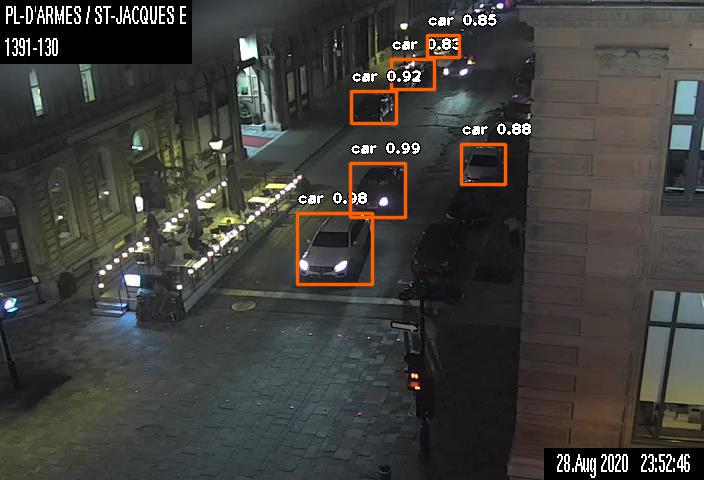 PL-D'ARMES / ST-JACQUES E
1391-130
car 0.85
car 0.83
car 0.92
car 0.88
car 0.99
car 0.98
28.Aug 2020 23:52:46